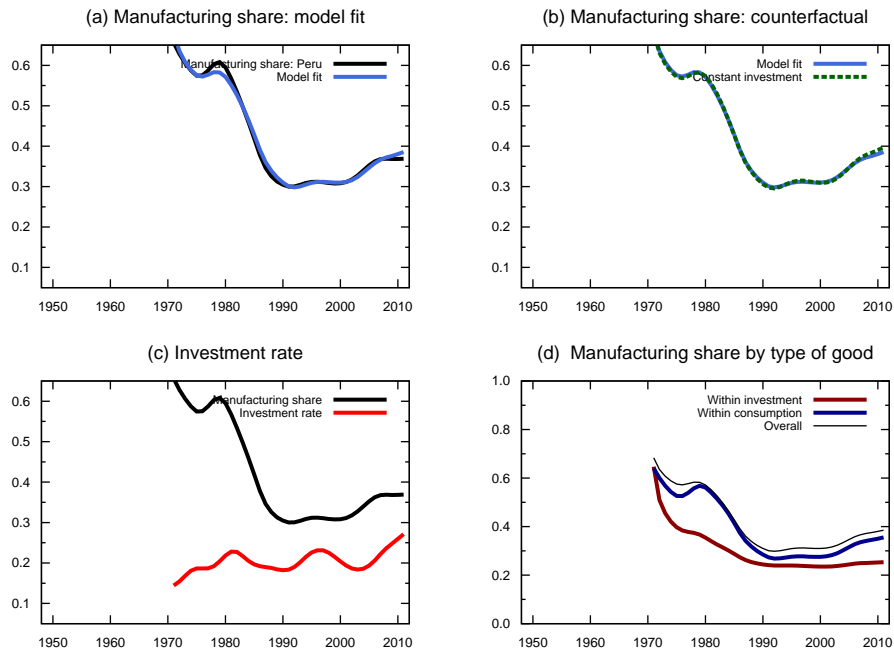 (a) Manufacturing share: model fit
Manufacturing share: Peru
Model fit
0.6
0.5
0.4
0.3
0.2
0.1
1950 1960 1970 1980 1990 2000 2010
(b) Manufacturing share: counterfactual
Model fit
Constant investment
0.6
0.5
0.4
0.3
0.2
0.1
1950 1960 1970 1980 1990 2000 2010
(c) Investment rate
Manufacturing share
Investment rate
0.6
0.5
0.4
0.3
0.2
0.1
1950 1960 1970 1980 1990 2000 2010
(d) Manufacturing share by type of good
Within investment
Within consumption
Overall
1.0
0.8
0.6
0.4
0.2
0.0
1950 1960 1970 1980 1990 2000 2010